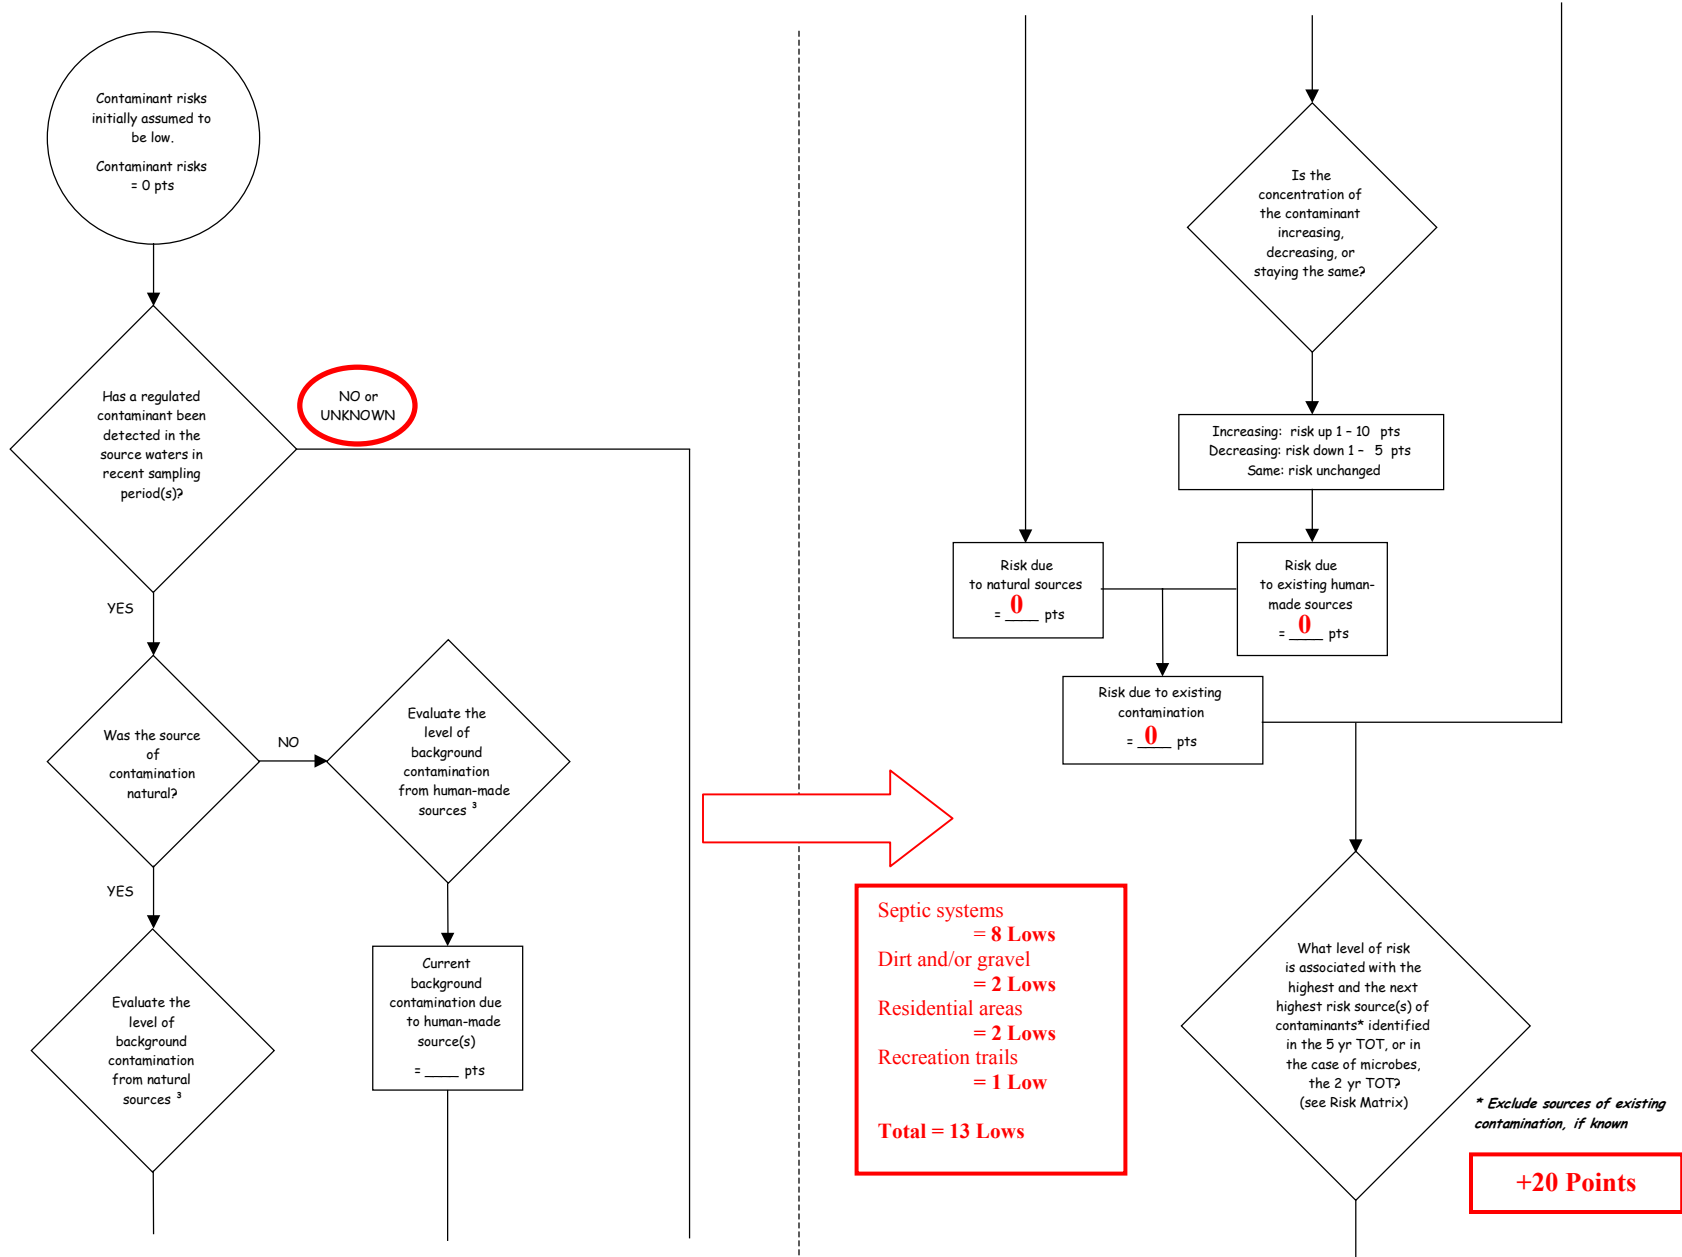 Contaminant risks
initially assumed to
be low.
Contaminant risks
= 0 pts
Has a regulated
contaminant been
detected in the
source waters in
recent sampling
period(s)?
NO or
UNKNOWN
YES
Was the source
of
contamination
natural?
NO
Evaluate the
level of
background
contamination
from human-made
sources ³
YES
Evaluate the
level of
background
contamination
from natural
sources ³
Current
background
contamination due
to human-made
source(s)
= ____ pts
Is the
concentration of
the contaminant
increasing,
decreasing, or
staying the same?
Increasing: risk up 1 – 10 pts
Decreasing: risk down 1 – 5 pts
Same: risk unchanged
Risk due
to natural sources
= 0 pts
Risk due
to existing human-
made sources
= 0 pts
Risk due to existing
contamination
= 0 pts
Septic systems
= 8 Lows
Dirt and/or gravel
= 2 Lows
Residential areas
= 2 Lows
Recreation trails
= 1 Low
Total = 13 Lows
What level of risk
is associated with the
highest and the next
highest risk source(s) of
contaminants* identified
in the 5 yr TOT, or in
the case of microbes,
the 2 yr TOT?
(see Risk Matrix)
* Exclude sources of existing
contamination, if known
+20 Points